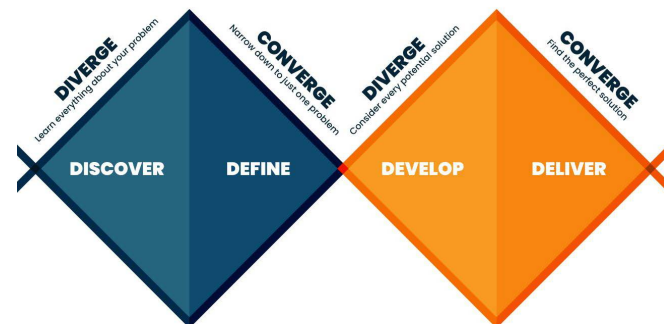 DIVERGE
Learn everything about your problem
CONVERGE
Narrow down to just one problem
DIVERGE
Consider every potential solution
CONVERGE
Find the perfect solution
DISCOVER
DEFINE
DEVELOP
DELIVER